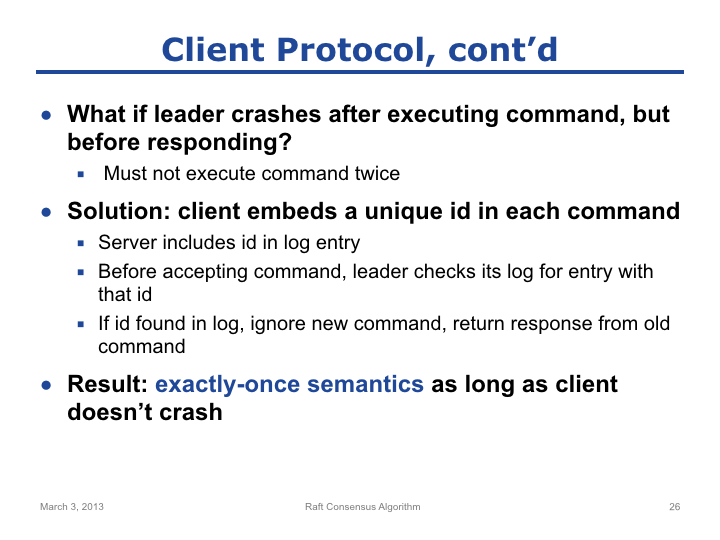 Client Protocol, cont’d
● What if leader crashes after executing command, but
before responding?
▪ Must not execute command twice
● Solution: client embeds a unique id in each command
▪ Server includes id in log entry
▪ Before accepting command, leader checks its log for entry with
that id
▪ If id found in log, ignore new command, return response from old
command
● Result: exactly-once semantics as long as client
doesn’t crash
March 3, 2013 Raft Consensus Algorithm 26